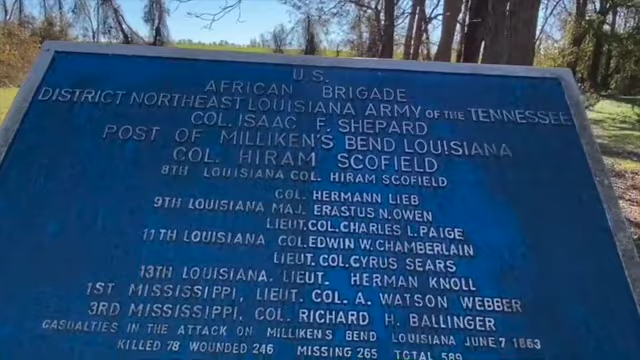 U.S.
AFRICAN BRIGADE
DISTRICT NORTHEAST LOUISIANA ARMY OF THE TENNESSEE
COL. ISAAC F. SHEPARD
POST OF MILLIKEN'S BEND LOUISIANA
COL. HIRAM SCOFIELD
8TH LOUISIANA COL. HIRAM SCOFIELD
COL. HERMANN LIEB
9TH LOUISIANA MAJ. ERASTUS N. OWEN
LIEUT. COL. CHARLES L. PAIGE
11TH LOUISIANA COL. EDWIN W. CHAMBERLAIN
LIEUT. COL. CYRUS SEARS
13TH LOUISIANA, LIEUT. HERMAN KNOLL
1ST MISSISSIPPI, LIEUT. COL. A. WATSON WEBBER
3RD MISSISSIPPI, COL. RICHARD H. BALLINGER
CASUALTIES IN THE ATTACK ON MILLIKEN'S BEND, LOUISIANA, JUNE 7, 1863
KILLED 78 WOUNDED 246 MISSING 265 TOTAL 589